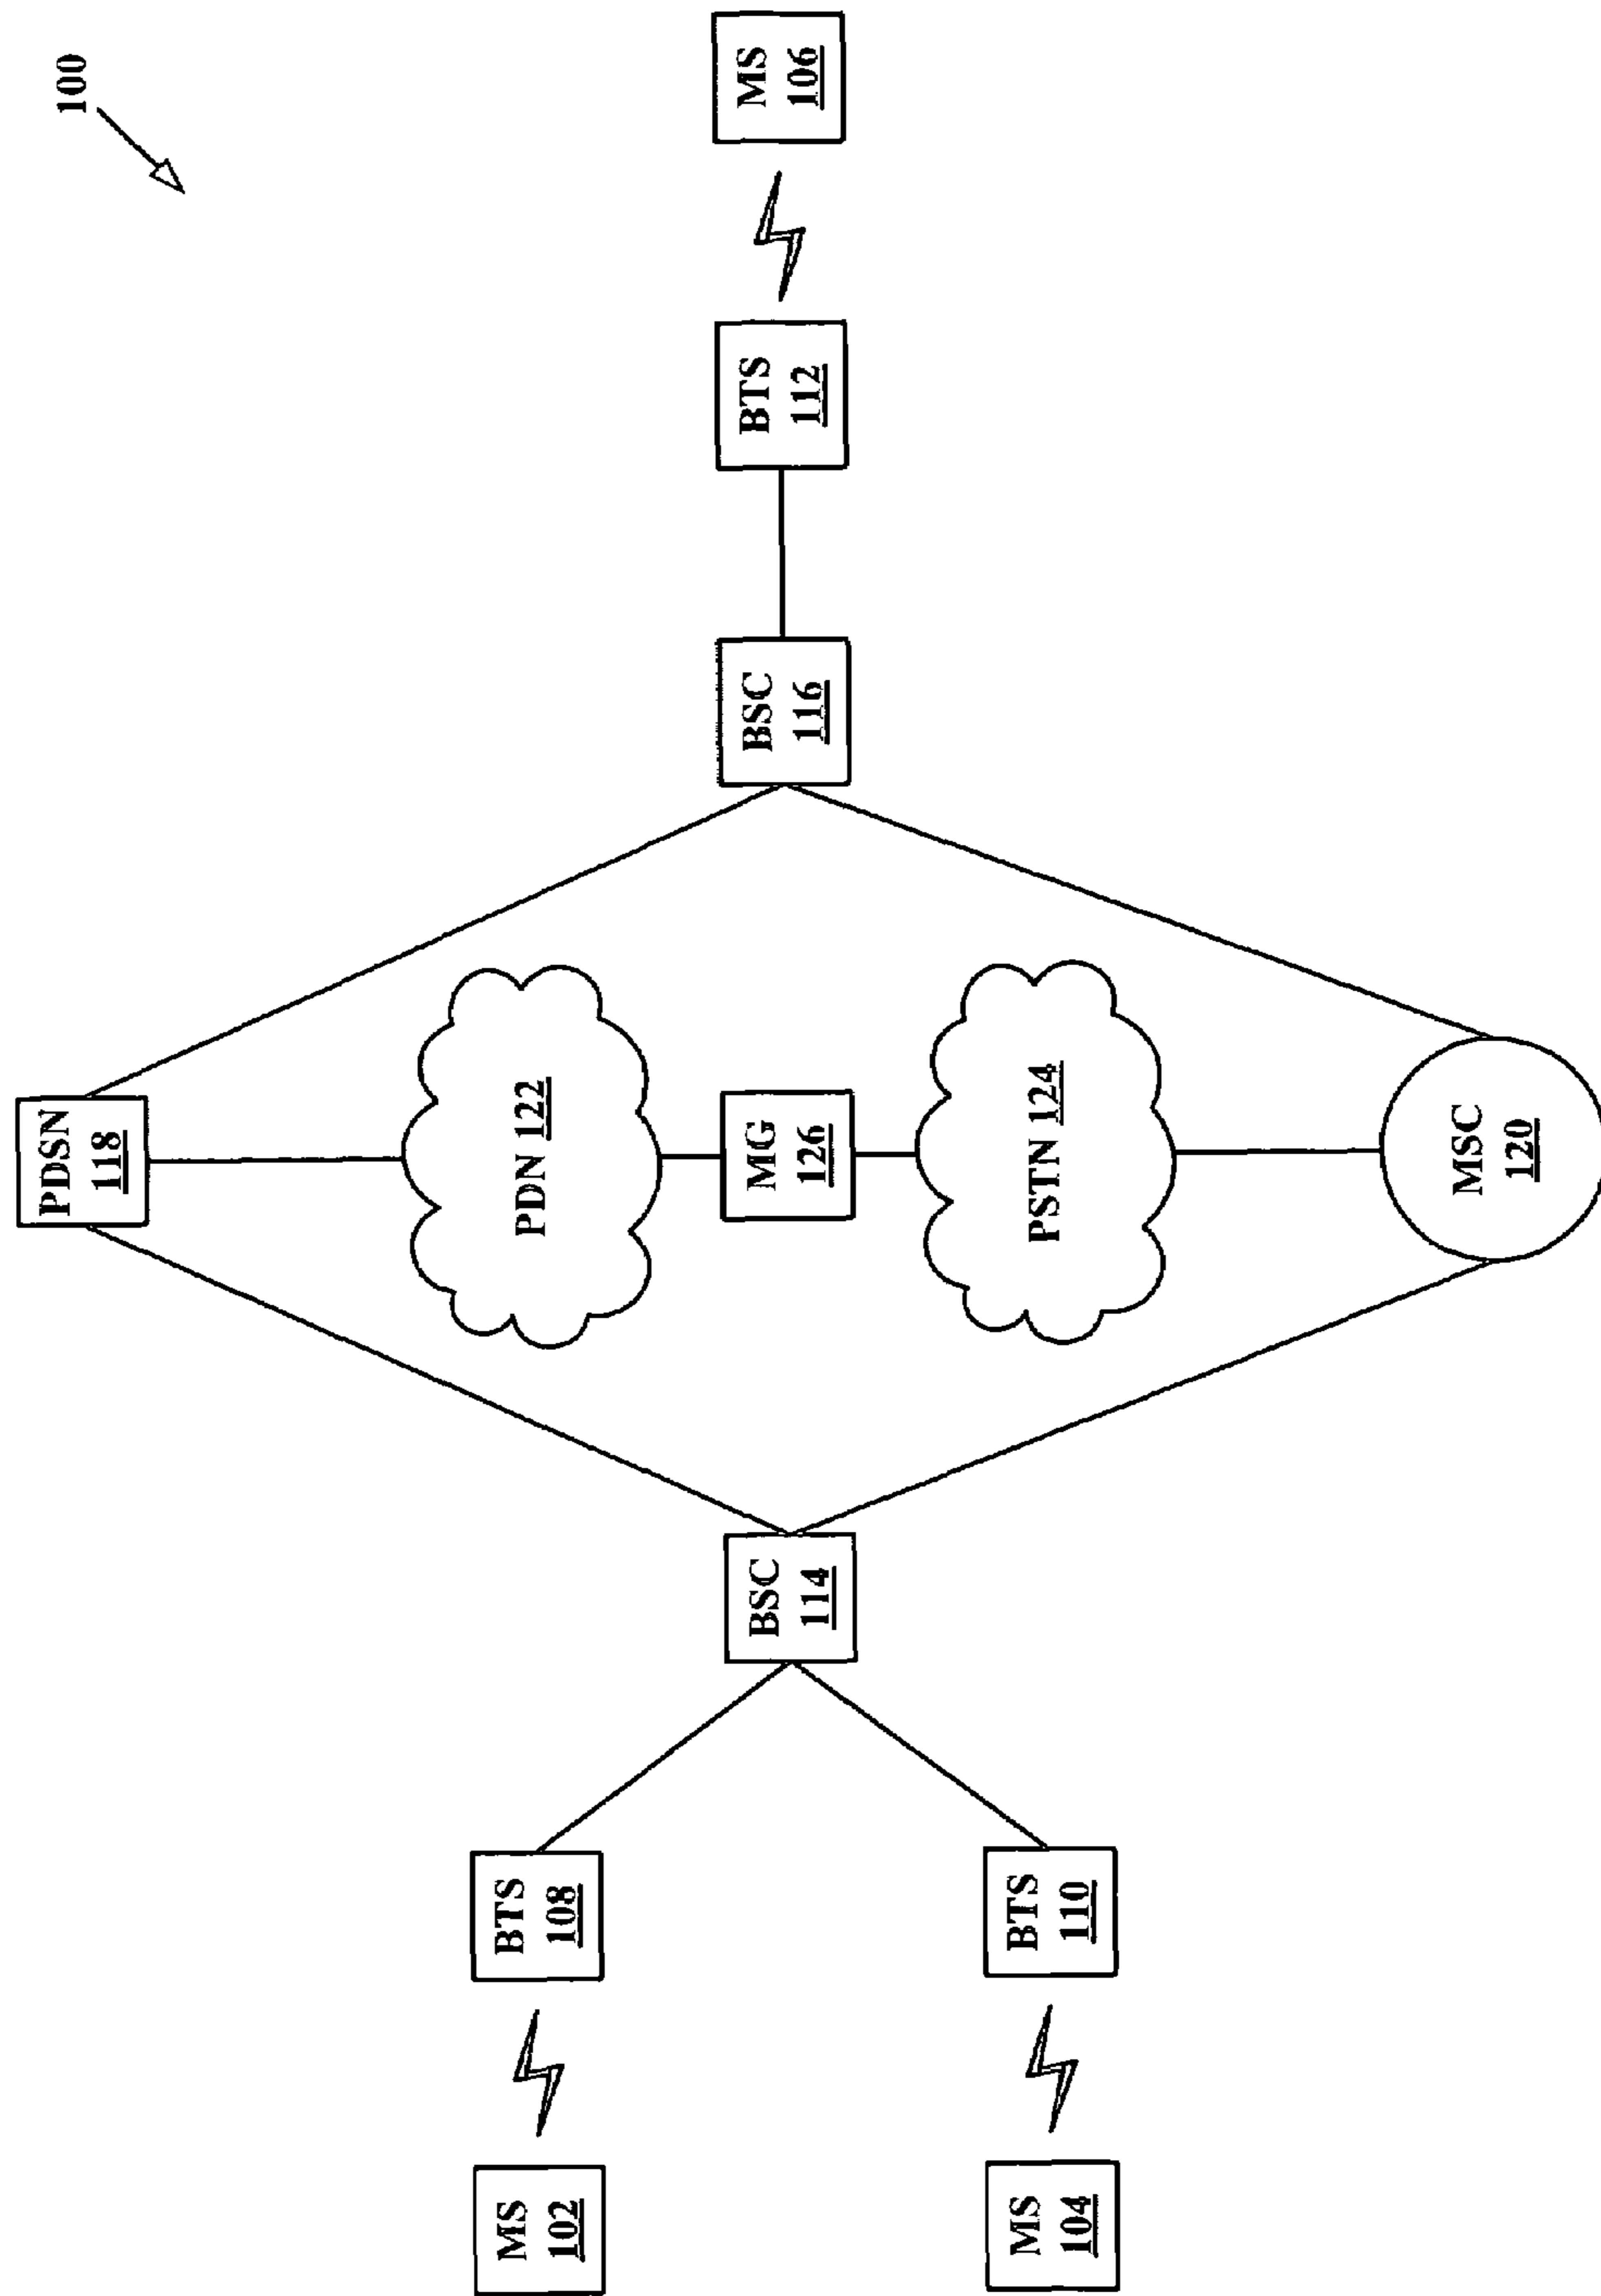 100
PDSN
118
PDN 122
MG
126
PSTN 124
MSC
120
MS
102
BTS
108
MS
104
BTS
110
BSC
114
BSC
116
BTS
112
MS
106